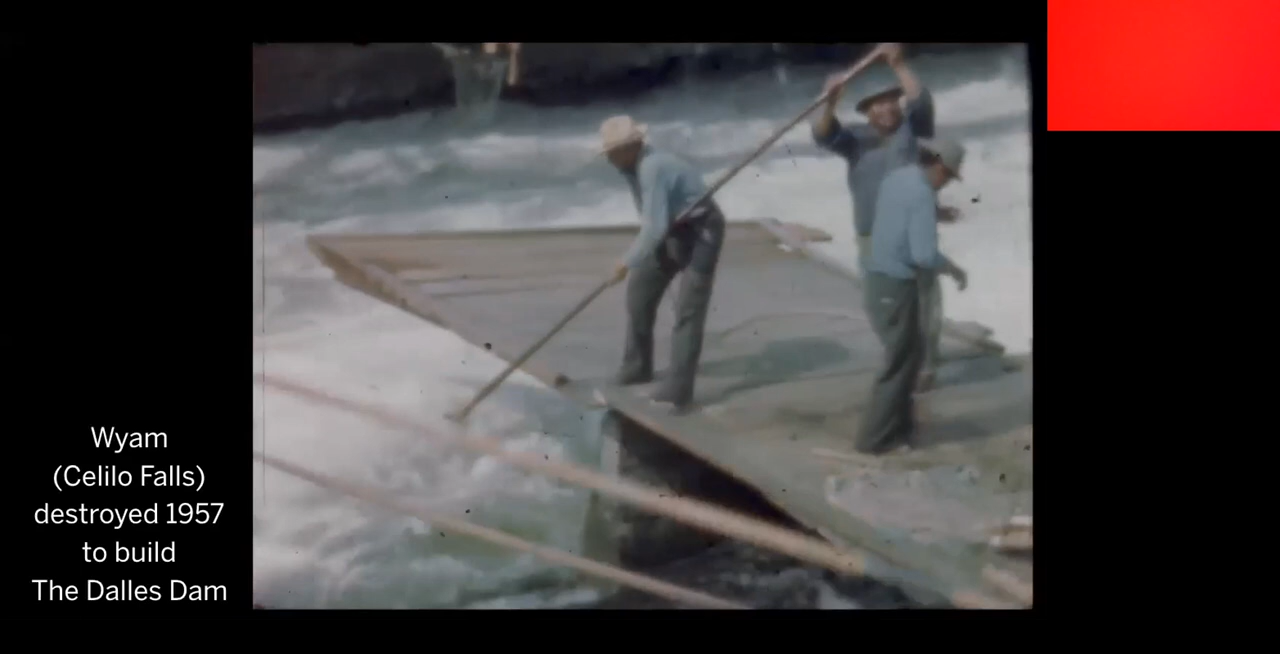 Wyam
(Celilo Falls)
destroyed 1957
to build
The Dalles Dam